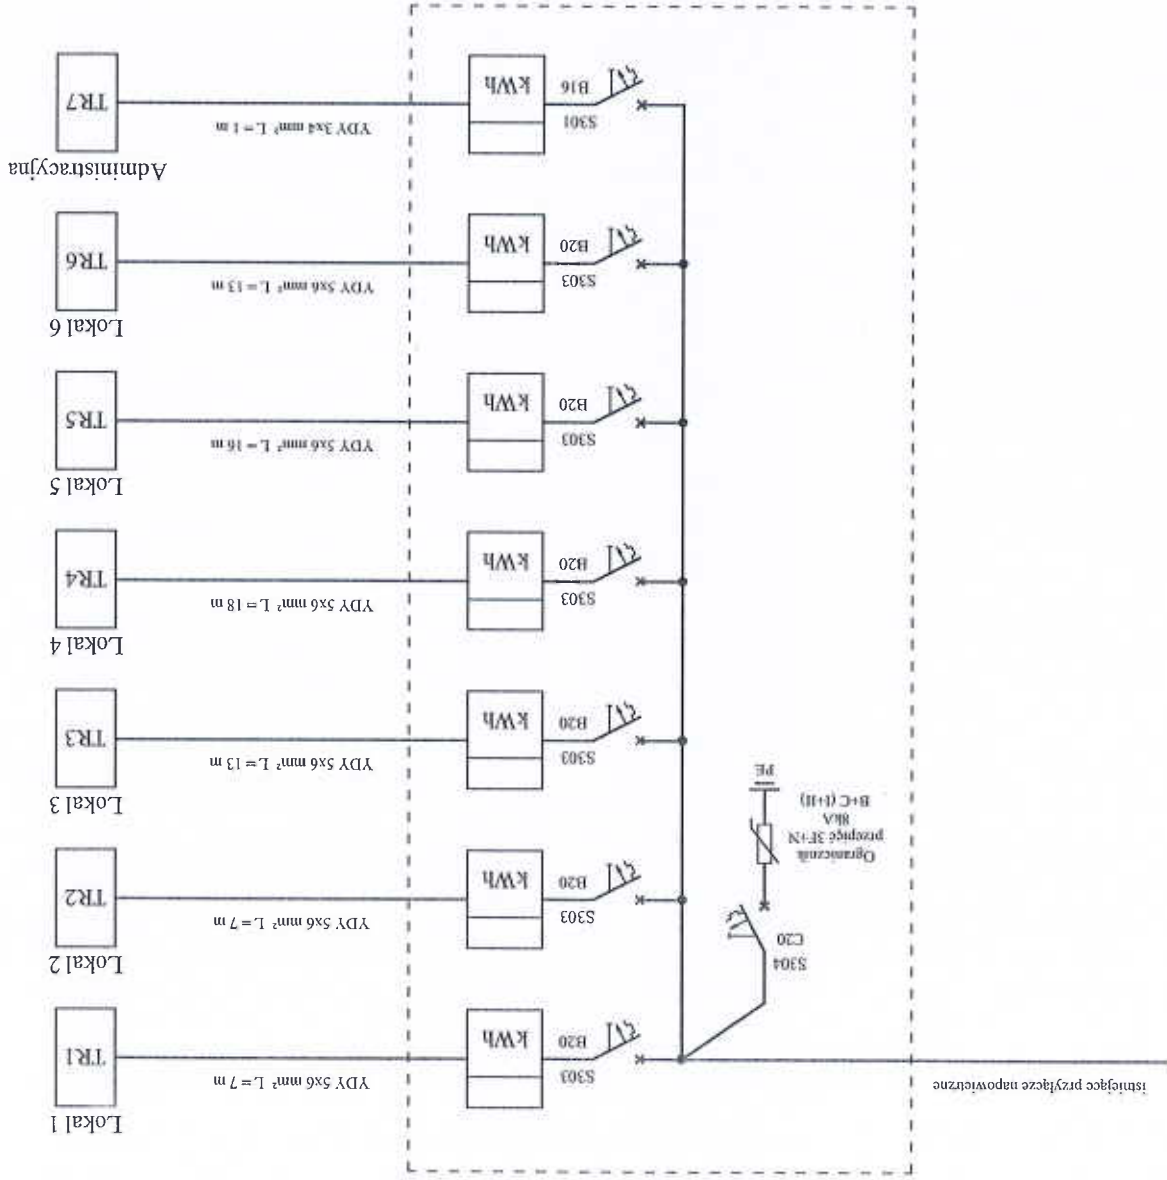 istniejące przyłącze napowietrzne
S303
B20
kWh
YDY 5x6 mm² L = 7 m
Lokal 1
TR1
S304
C20
Ogranicznik
przepięć 3F+N
8kA
B+C (I+II)
PE
S303
B20
kWh
YDY 5x6 mm² L = 7 m
Lokal 2
TR2
S303
B20
kWh
YDY 5x6 mm² L = 13 m
Lokal 3
TR3
S303
B20
kWh
YDY 5x6 mm² L = 18 m
Lokal 4
TR4
S303
B20
kWh
YDY 5x6 mm² L = 16 m
Lokal 5
TR5
S303
B20
kWh
YDY 5x6 mm² L = 13 m
Lokal 6
TR6
S301
B16
kWh
YDY 3x4 mm² L = 1 m
Administracyjna
TR7